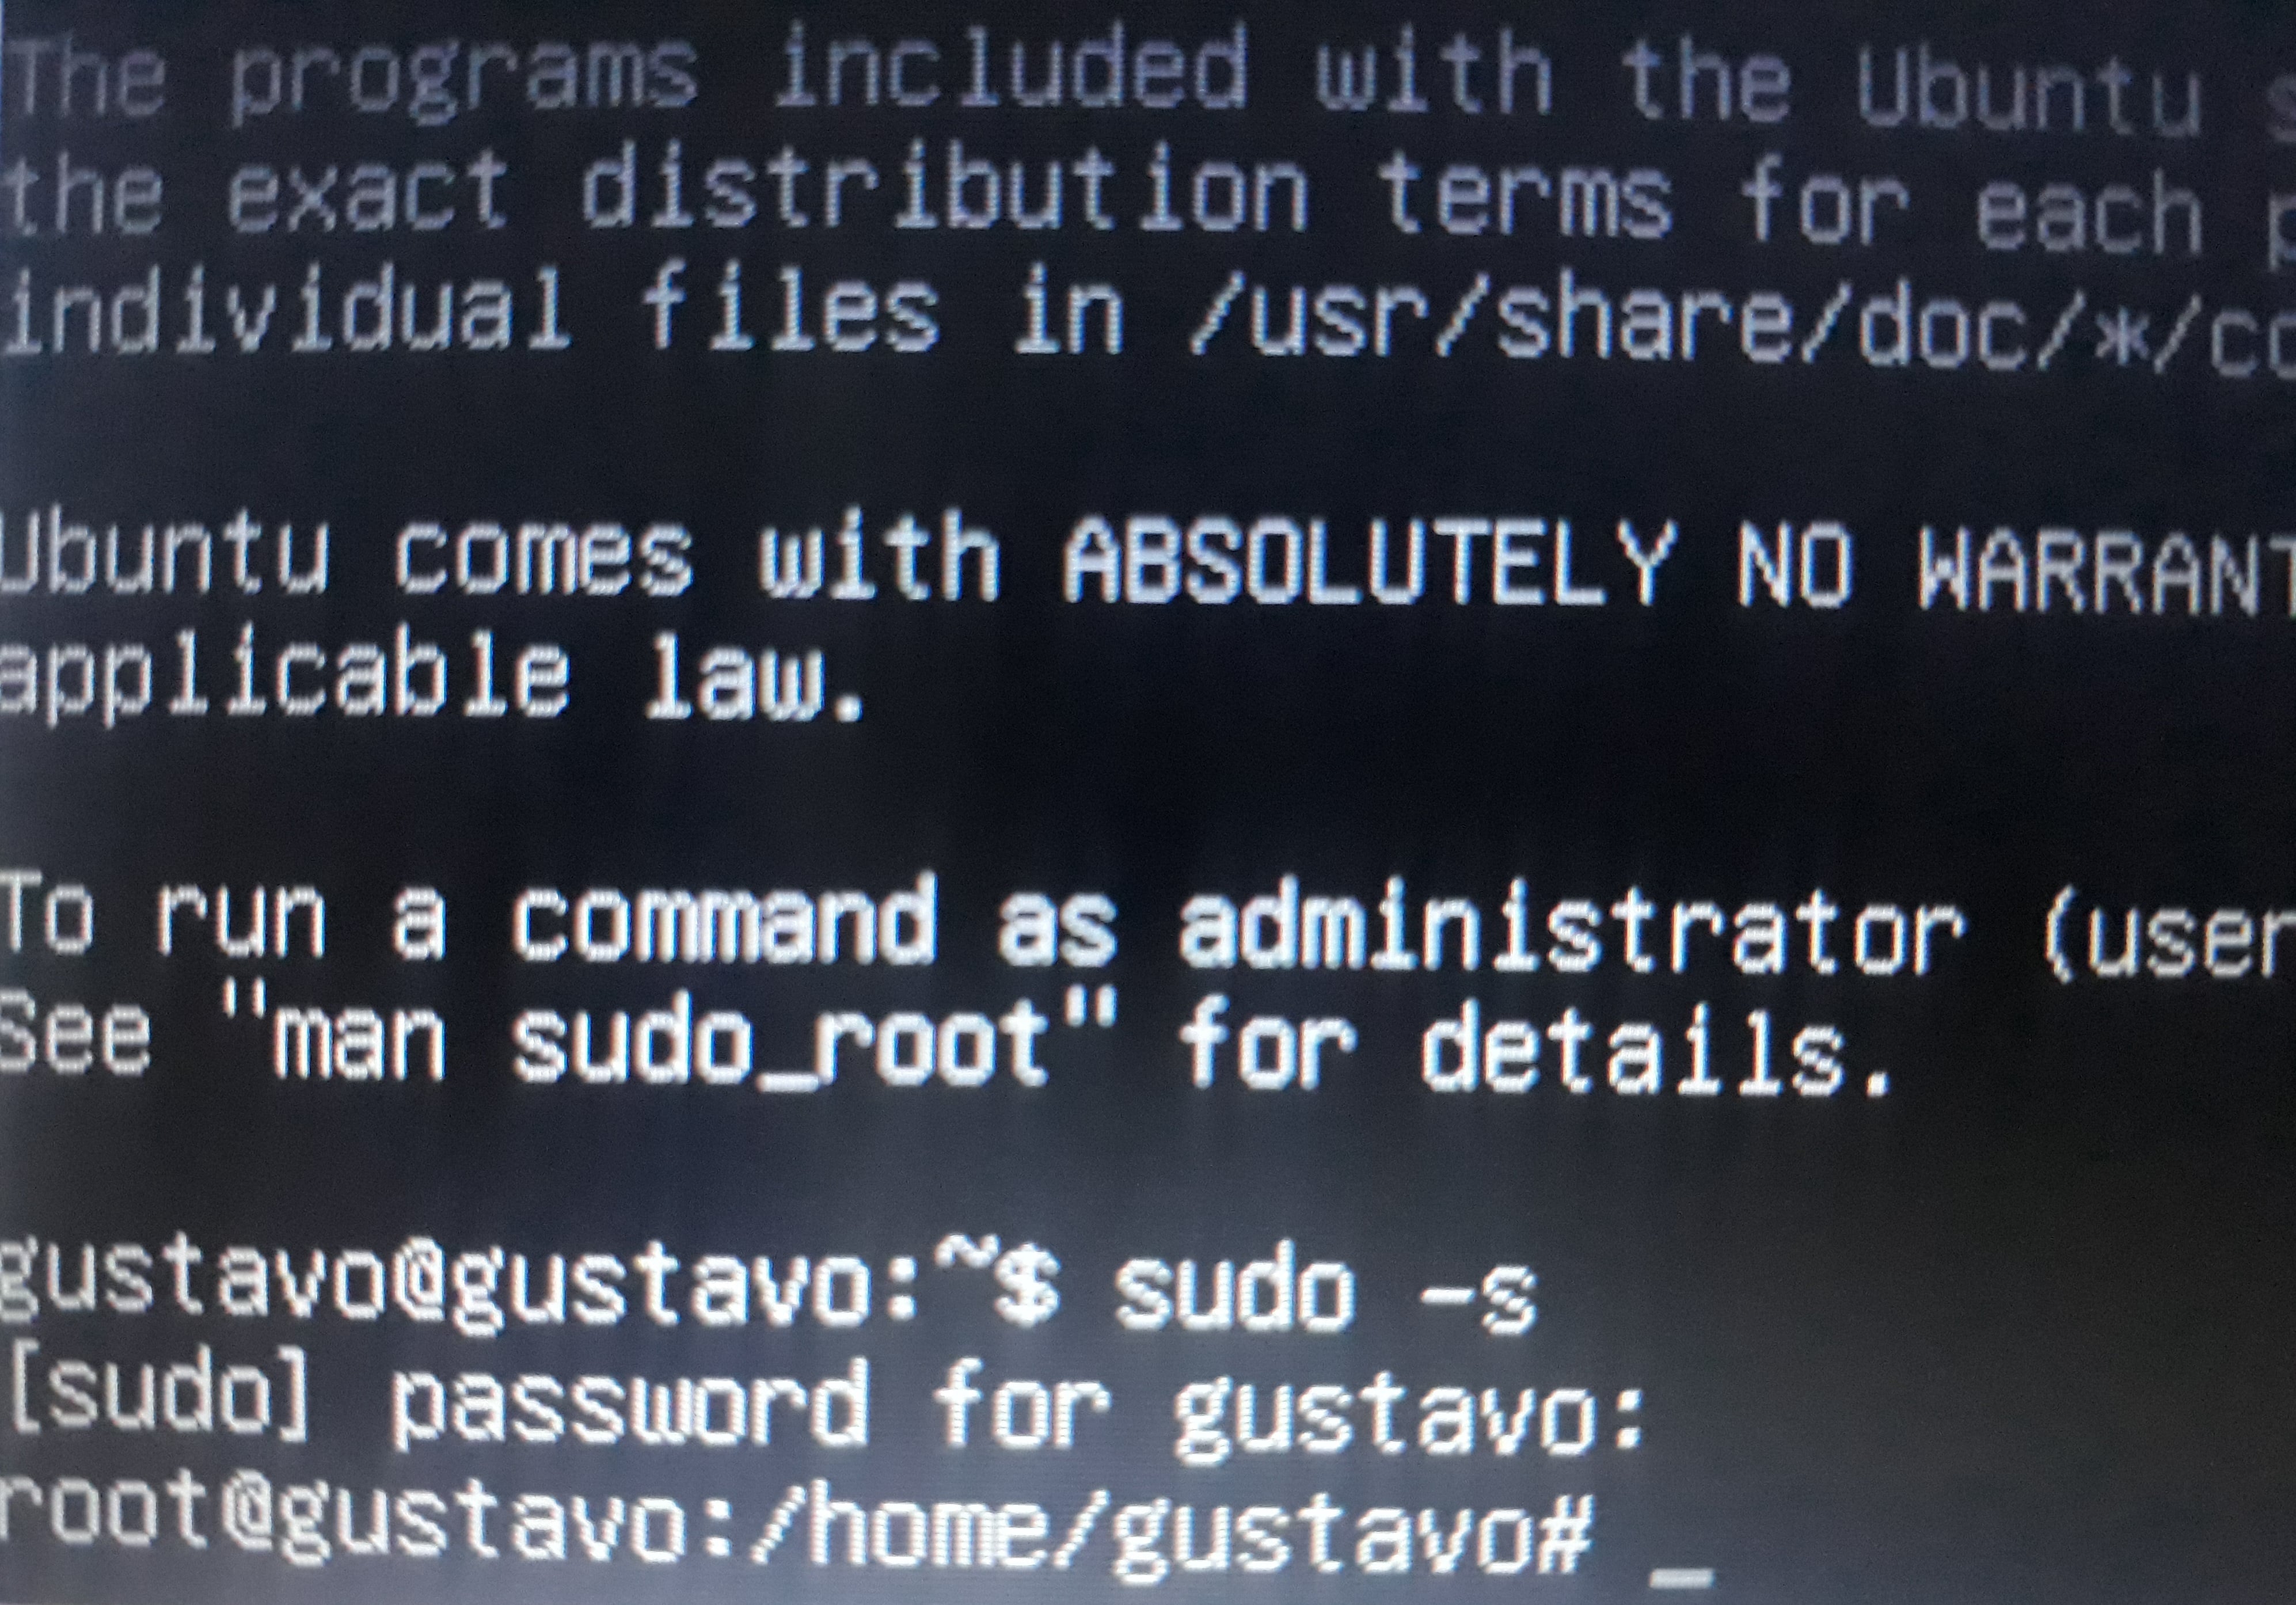 The programs included with the Ubuntu
the exact distribution terms for each
individual files in /usr/share/doc/*/co
Ubuntu comes with ABSOLUTELY NO WARRANT
applicable law.
To run a command as administrator (user
See "man sudo_root" for details.
gustavo@gustavo:~$ sudo -s
[sudo] password for gustavo:
root@gustavo:/home/gustavo# _